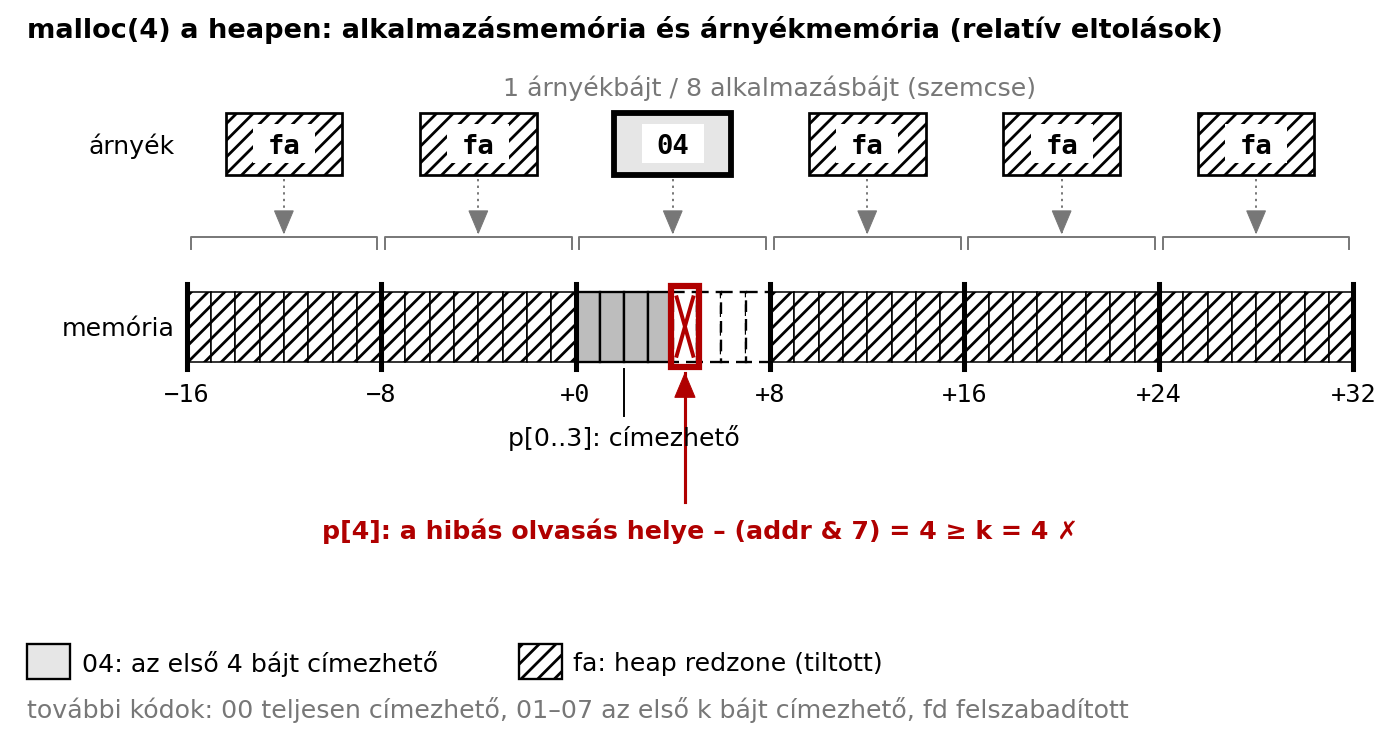 malloc(4) a heapen: alkalmazásmemória és árnyékmemória (relatív eltolások)
1 árnyékbájt / 8 alkalmazásbájt (szemcse)
árnyék fa fa 04 fa fa fa
memória
−16 −8 +0 +8 +16 +24 +32
p[0..3]: címezhető
p[4]: a hibás olvasás helye – (addr & 7) = 4 ≥ k = 4 ✗
04: az első 4 bájt címezhető fa: heap redzone (tiltott)
további kódok: 00 teljesen címezhető, 01–07 az első k bájt címezhető, fd felszabadított